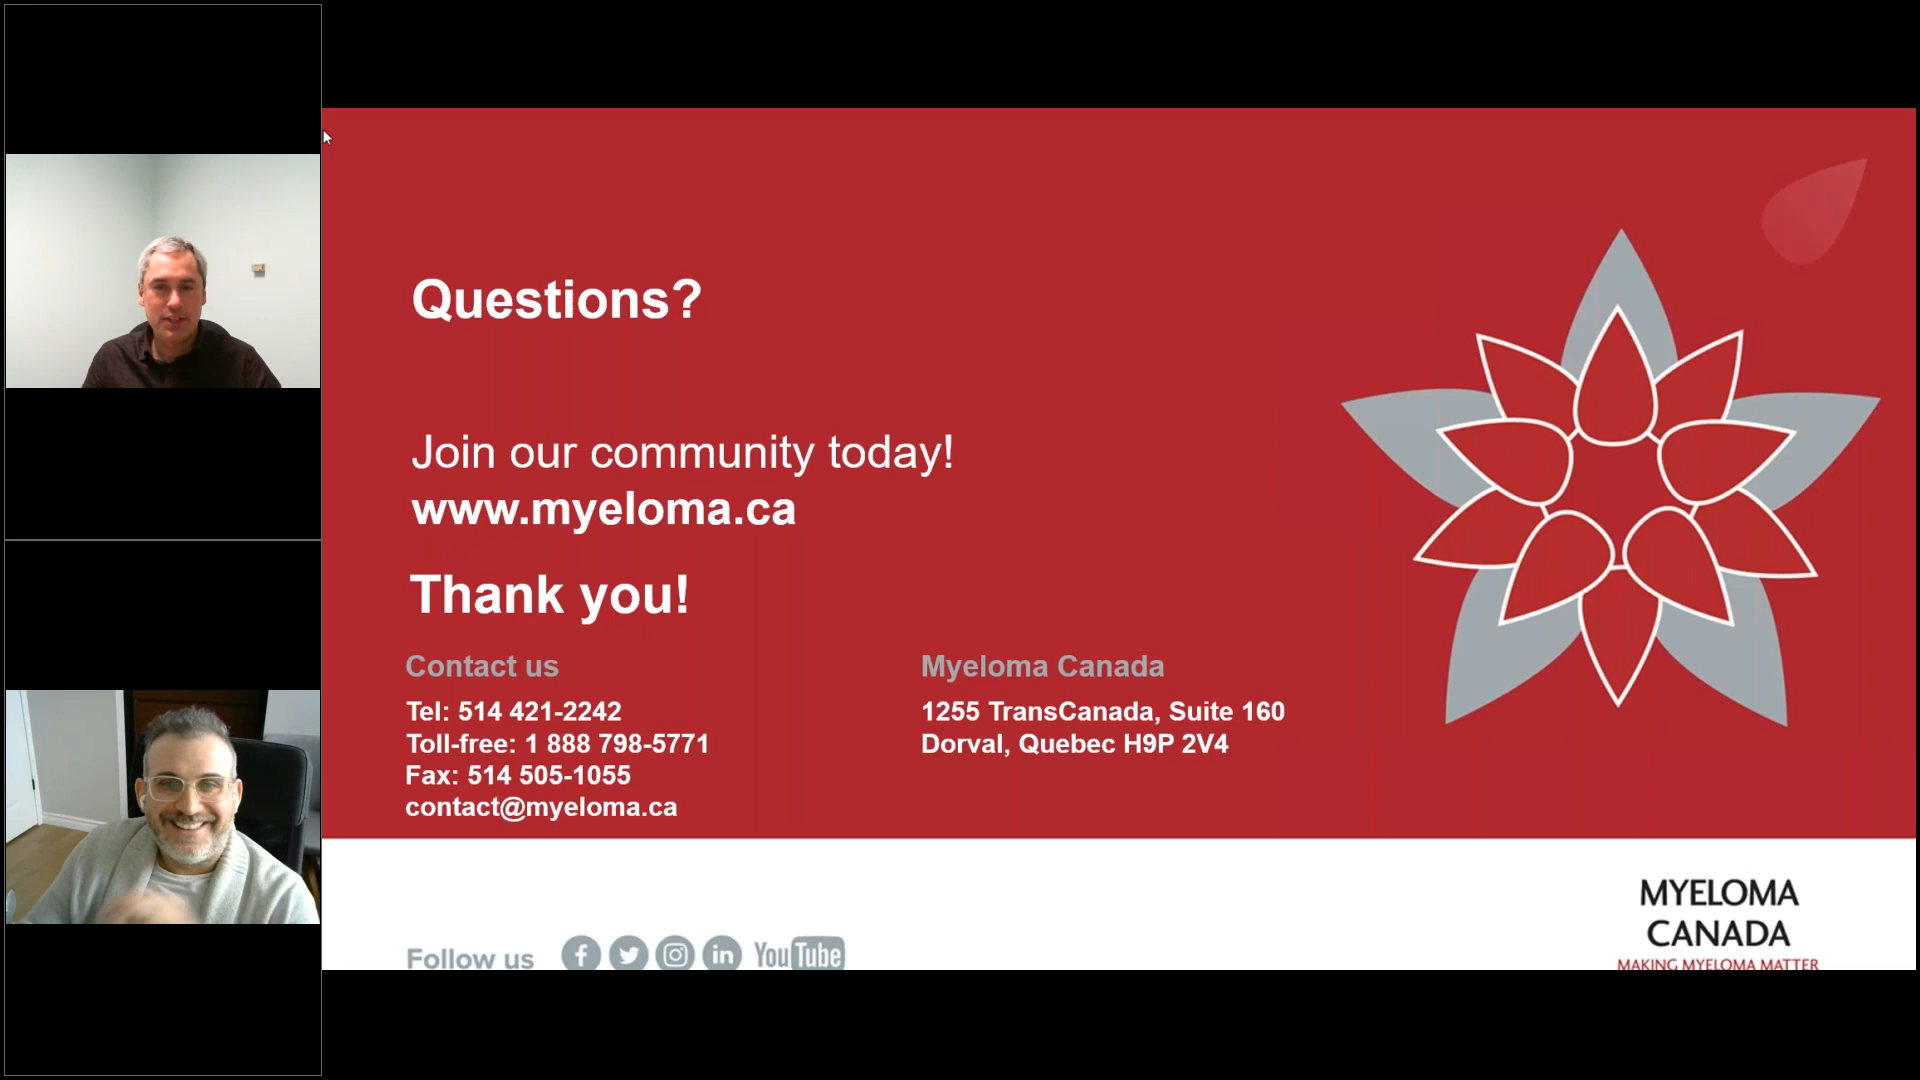 Questions?
Join our community today!
www.myeloma.ca
Thank you!
Contact us
Tel: 514 421-2242
Toll-free: 1 888 798-5771
Fax: 514 505-1055
contact@myeloma.ca
Myeloma Canada
1255 TransCanada, Suite 160
Dorval, Quebec H9P 2V4
Follow us
f
in
YouTube
MYELOMA
CANADA
MAKING MYELOMA MATTER